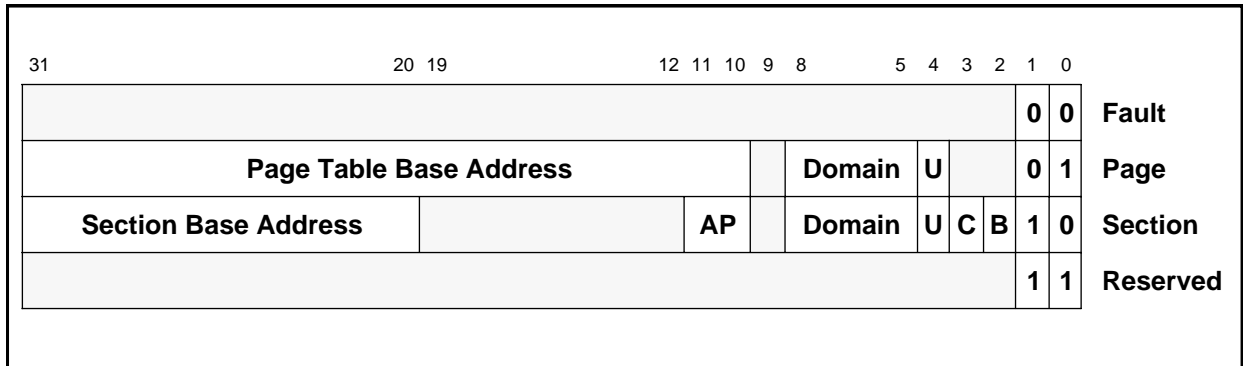 31 20 19 12 11 10 9 8 5 4 3 2 1 0
0 0 Fault
Page Table Base Address Domain U 0 1 Page
Section Base Address AP Domain U C B 1 0 Section
1 1 Reserved